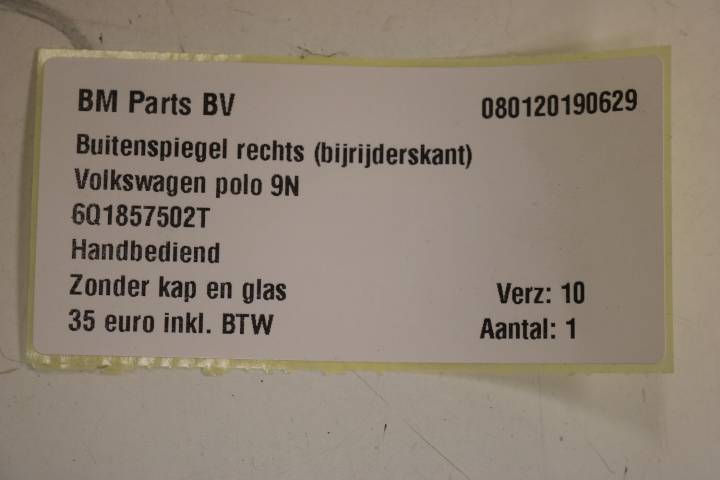 BM Parts BV 080120190629
Buitenspiegel rechts (bijrijderskant)
Volkswagen polo 9N
6Q1857502T
Handbediend
Zonder kap en glas Verz: 10
35 euro inkl. BTW Aantal: 1